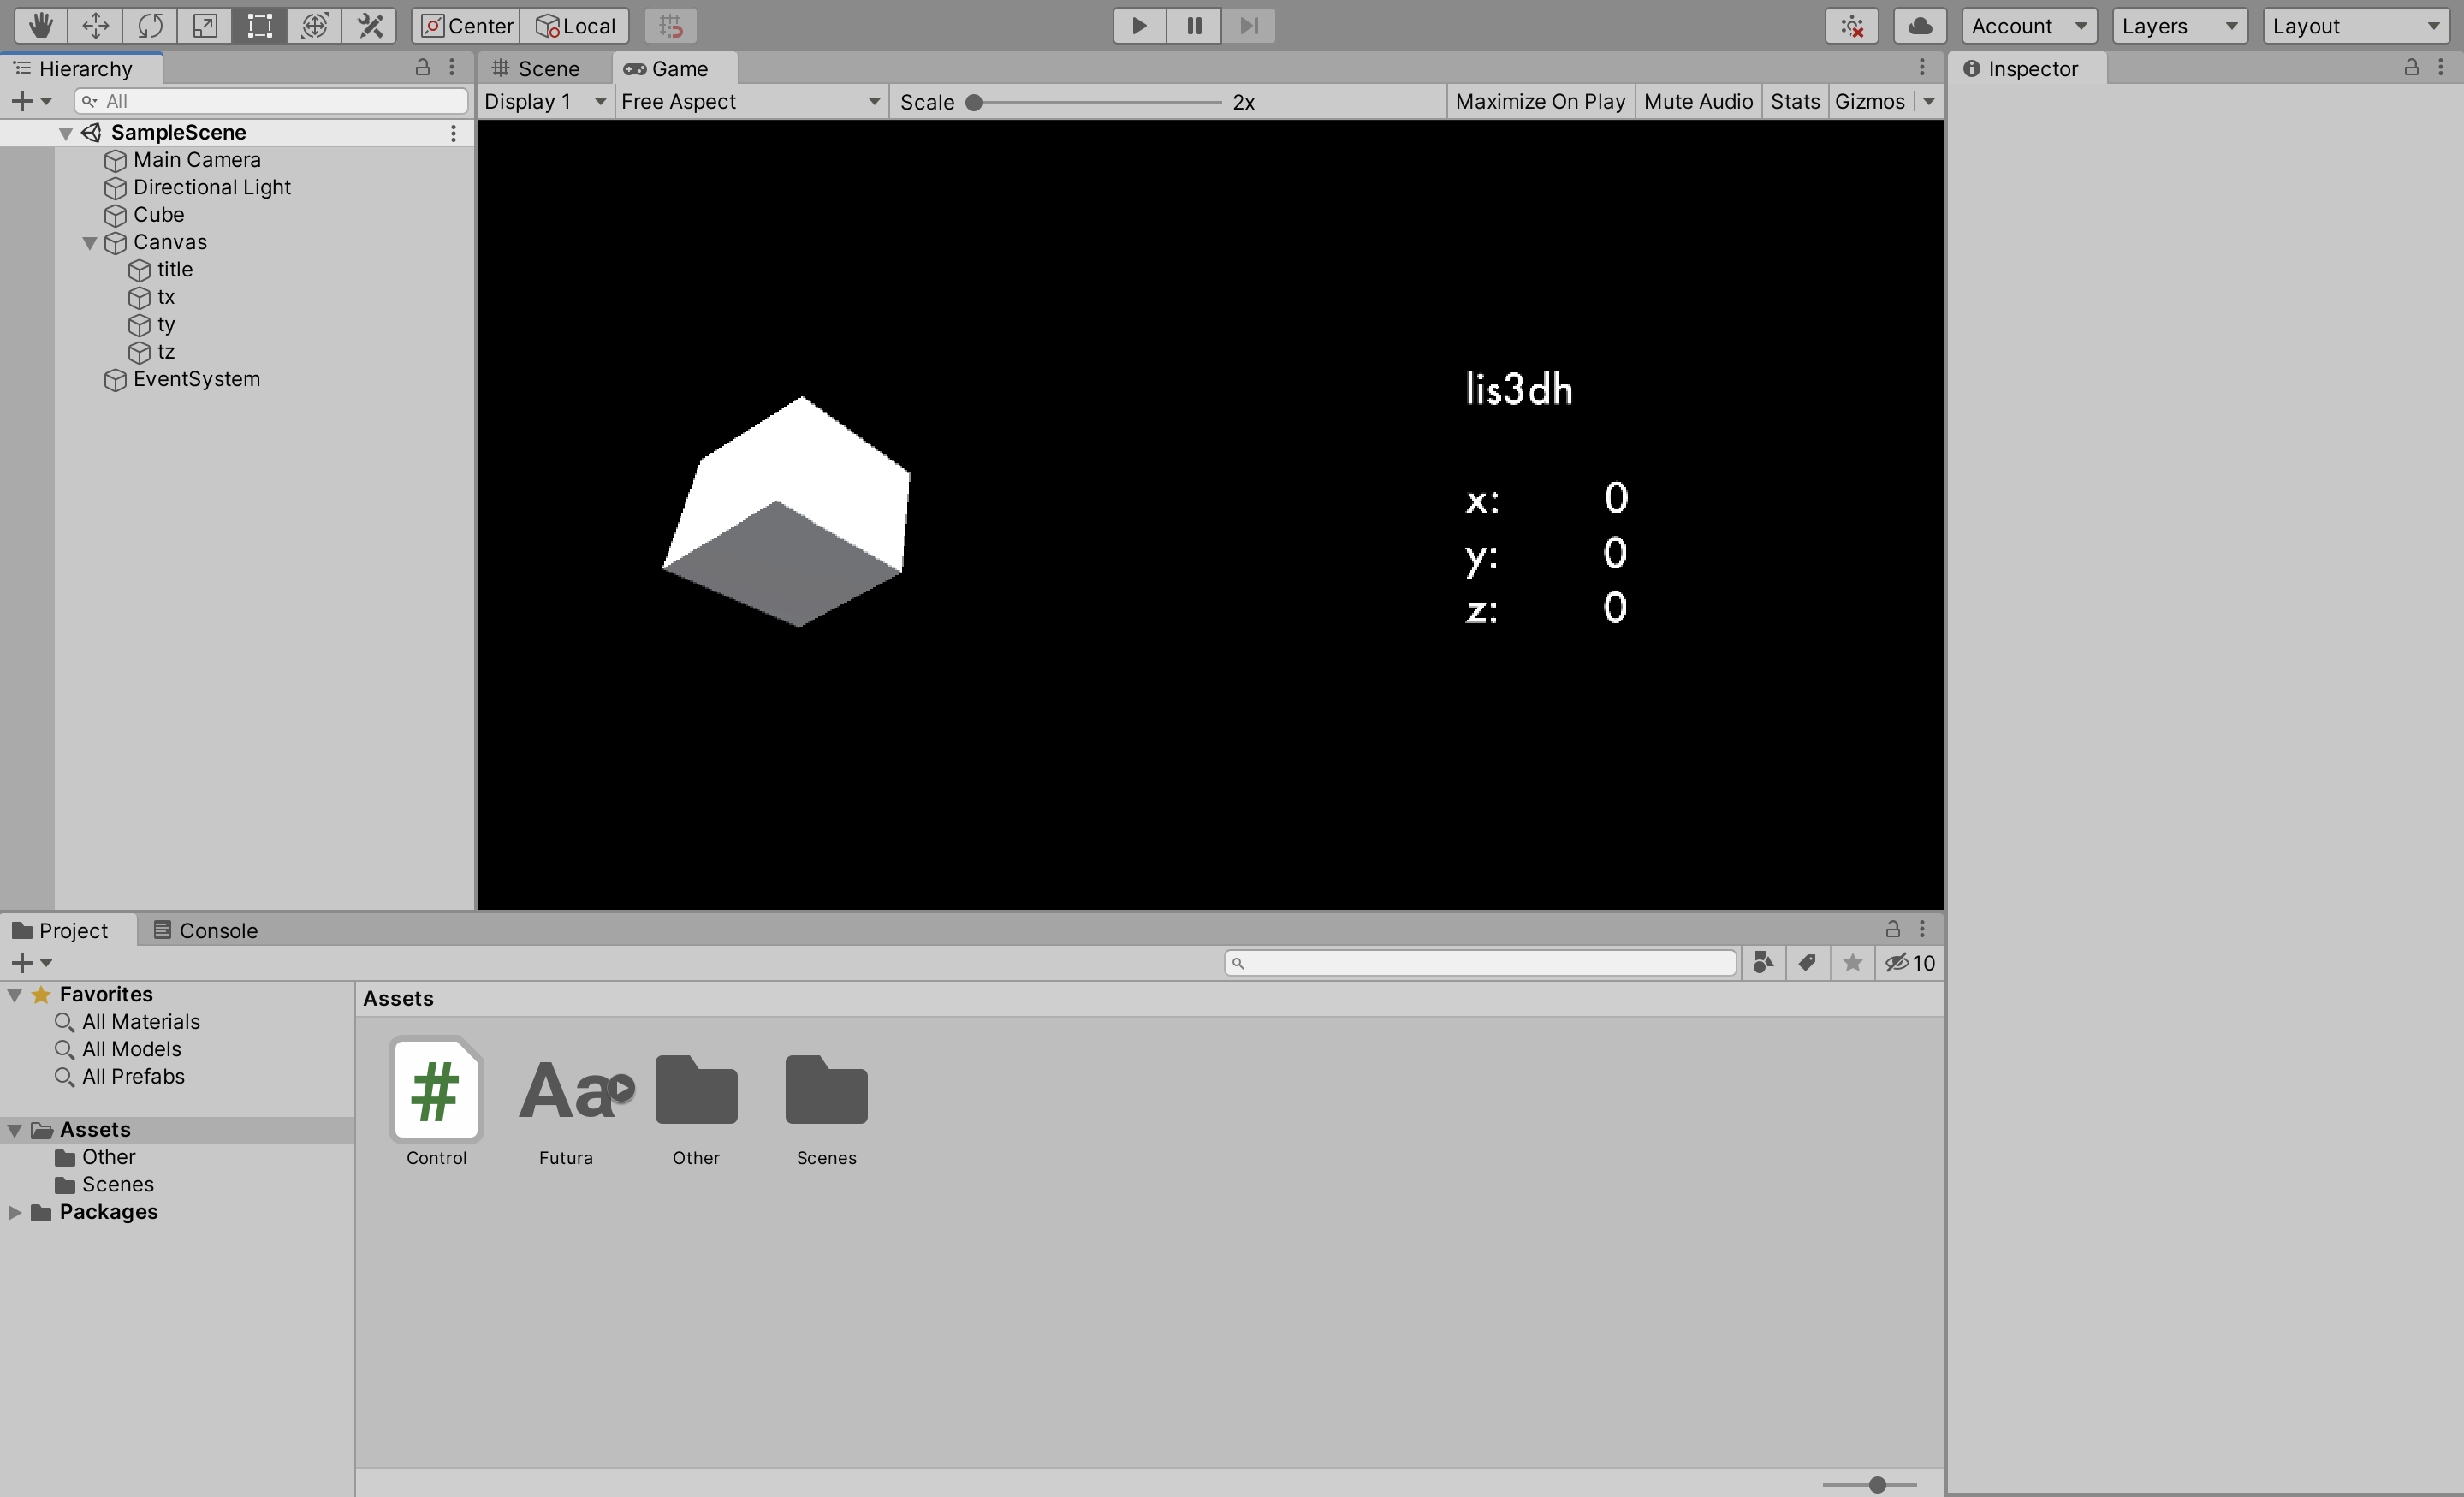 Center Local Account Layers Layout
Hierarchy
All
SampleScene
Main Camera
Directional Light
Cube
Canvas
title
tx
ty
tz
EventSystem
Scene Game
Display 1 Free Aspect Scale 2x Maximize On Play Mute Audio Stats Gizmos
lis3dh
x: 0
y: 0
z: 0
Inspector
Project Console
10
Favorites
All Materials
All Models
All Prefabs
Assets
Other
Scenes
Packages
Assets
#
Aa
Control Futura Other Scenes